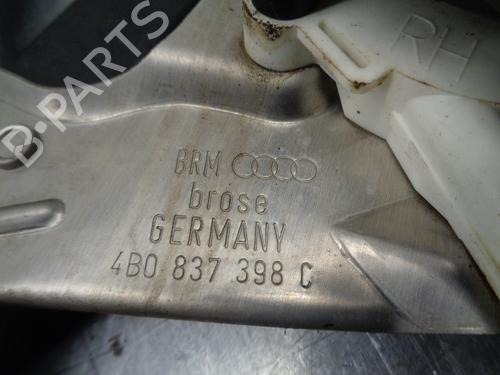 RH
BRM
brose
GERMANY
4B0 837 398 C
B-PARTS